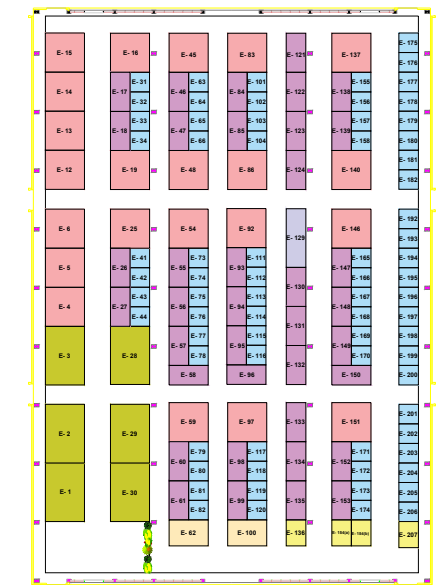 E- 15
E- 16
E- 45
E- 83
E- 121
E- 137
E- 175
E- 176
E- 14
E- 17
E- 31
E- 32
E- 46
E- 63
E- 64
E- 84
E- 101
E- 102
E- 122
E- 138
E- 155
E- 156
E- 177
E- 178
E- 13
E- 18
E- 33
E- 34
E- 47
E- 65
E- 66
E- 85
E- 103
E- 104
E- 123
E- 139
E- 157
E- 158
E- 179
E- 180
E- 12
E- 19
E- 48
E- 86
E- 124
E- 140
E- 181
E- 182
E- 6
E- 25
E- 54
E- 92
E- 129
E- 146
E- 192
E- 193
E- 5
E- 26
E- 41
E- 42
E- 55
E- 73
E- 74
E- 93
E- 111
E- 112
E- 130
E- 147
E- 165
E- 166
E- 194
E- 195
E- 4
E- 27
E- 43
E- 44
E- 56
E- 75
E- 76
E- 94
E- 113
E- 114
E- 131
E- 148
E- 167
E- 168
E- 196
E- 197
E- 3
E- 28
E- 57
E- 77
E- 78
E- 95
E- 115
E- 116
E- 132
E- 149
E- 169
E- 170
E- 198
E- 199
E- 58
E- 96
E- 150
E- 200
E- 2
E- 29
E- 59
E- 97
E- 133
E- 151
E- 201
E- 202
E- 60
E- 79
E- 80
E- 98
E- 117
E- 118
E- 134
E- 152
E- 171
E- 172
E- 203
E- 204
E- 1
E- 30
E- 61
E- 81
E- 82
E- 99
E- 119
E- 120
E- 135
E- 153
E- 173
E- 174
E- 205
E- 206
E- 62
E- 100
E- 136
E- 154(a)
E- 154(b)
E- 207